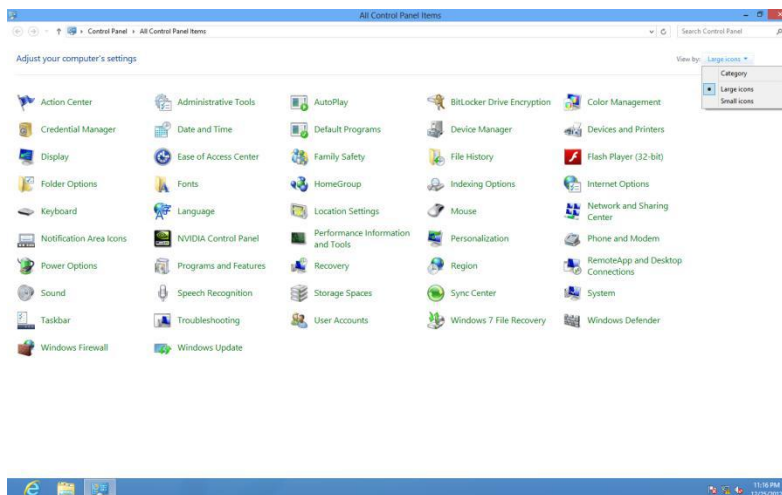 All Control Panel Items
Control Panel All Control Panel Items
Search Control Panel
Adjust your computer's settings
View by: Large icons
Category
Large icons
Small icons
Action Center
Administrative Tools
AutoPlay
BitLocker Drive Encryption
Color Management
Credential Manager
Date and Time
Default Programs
Device Manager
Devices and Printers
Display
Ease of Access Center
Family Safety
File History
Flash Player (32-bit)
Folder Options
Fonts
HomeGroup
Indexing Options
Internet Options
Keyboard
Language
Location Settings
Mouse
Network and Sharing
Center
Notification Area Icons
NVIDIA Control Panel
Performance Information
and Tools
Personalization
Phone and Modem
Power Options
Programs and Features
Recovery
Region
RemoteApp and Desktop
Connections
Sound
Speech Recognition
Storage Spaces
Sync Center
System
Taskbar
Troubleshooting
User Accounts
Windows 7 File Recovery
Windows Defender
Windows Firewall
Windows Update
11:16 PM